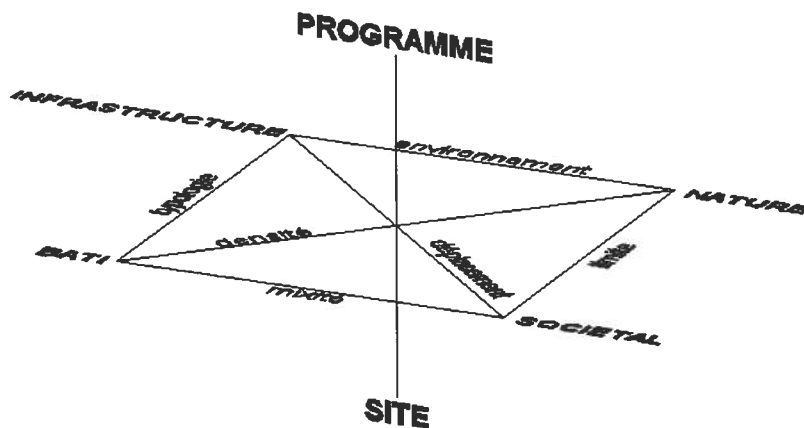 PROGRAMME
INFRASTRUCTURE
environnement
typologie
NATURE
densité
BATI
déplacement
limite
mixité
SOCIETAL
SITE